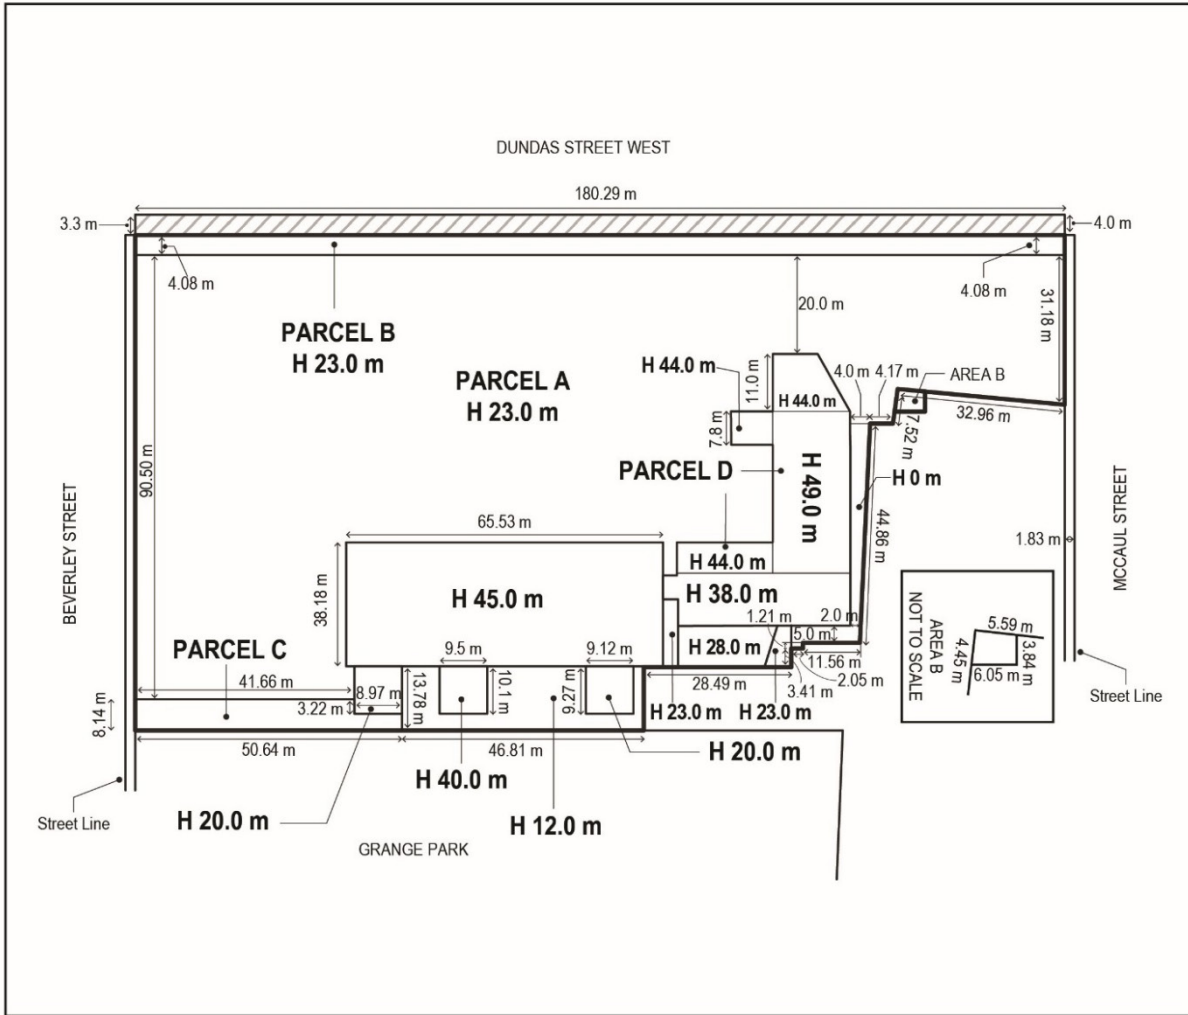 DUNDAS STREET WEST
180.29 m
3.3 m
4.0 m
4.08 m
4.08 m
PARCEL B
H 23.0 m
20.0 m
31.18 m
PARCEL A
H 23.0 m
H 44.0 m
11.0 m
4.0 m
4.17 m
AREA B
H 44.0 m
32.96 m
7.8 m
7.52 m
90.50 m
PARCEL D
H 49.0 m
H 0 m
BEVERLEY STREET
MCCAUL STREET
65.53 m
44.86 m
1.83 m
H 44.0 m
38.18 m
H 45.0 m
H 38.0 m
1.21 m
2.0 m
5.0 m
AREA B
NOT TO SCALE
5.59 m
3.84 m
4.45 m
6.05 m
PARCEL C
9.5 m
9.12 m
H 28.0 m
11.56 m
41.66 m
8.97 m
13.78 m
10.1 m
9.27 m
28.49 m
2.05 m
3.41 m
3.22 m
8.14 m
H 23.0 m
H 23.0 m
Street Line
50.64 m
46.81 m
H 20.0 m
H 40.0 m
Street Line
H 20.0 m
H 12.0 m
GRANGE PARK